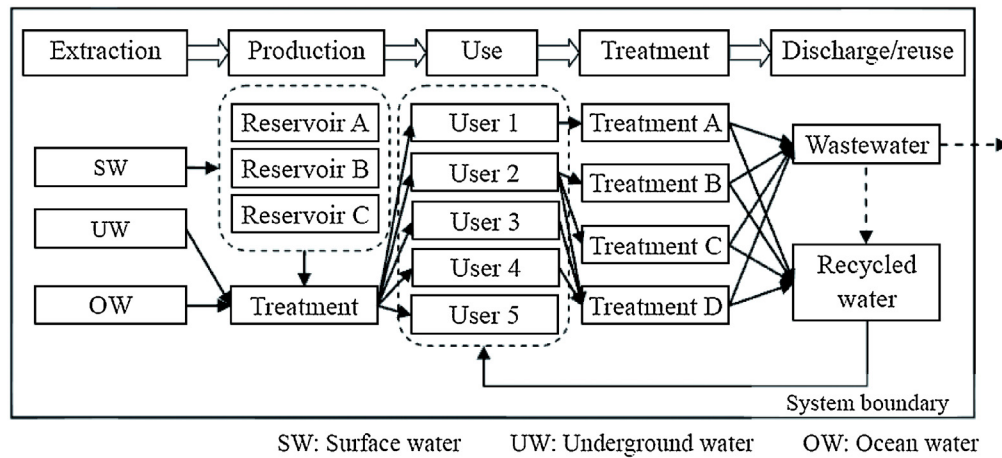 Extraction
Production
Use
Treatment
Discharge/reuse
SW
UW
OW
Reservoir A
Reservoir B
Reservoir C
Treatment
User 1
User 2
User 3
User 4
User 5
Treatment A
Treatment B
Treatment C
Treatment D
Wastewater
Recycled
water
System boundary
SW: Surface water
UW: Underground water
OW: Ocean water